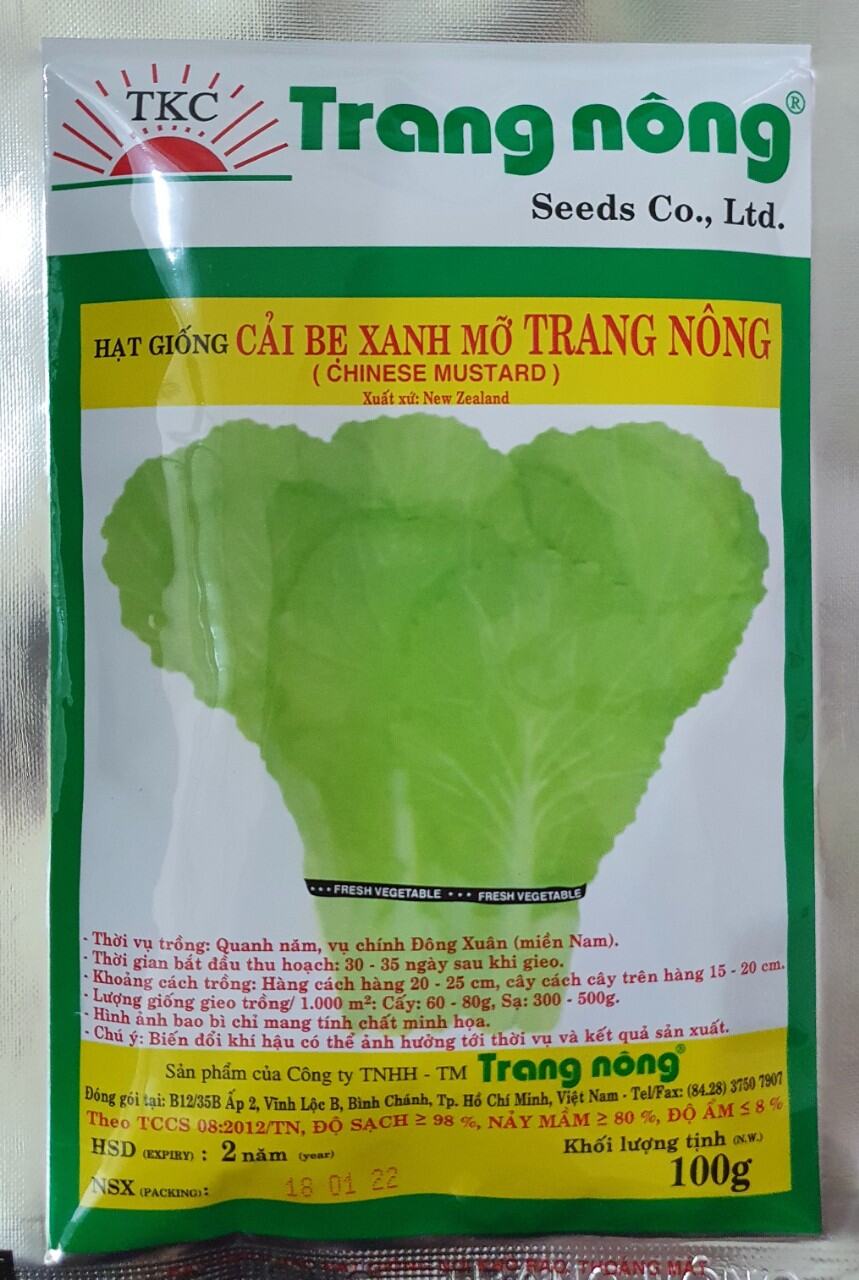 TKC Trang nông®
Seeds Co., Ltd.
HẠT GIỐNG CẢI BẸ XANH MỠ TRANG NÔNG
( CHINESE MUSTARD )
Xuất xứ: New Zealand
••• FRESH VEGETABLE ••• FRESH VEGETABLE
- Thời vụ trồng: Quanh năm, vụ chính Đông Xuân (miền Nam).
- Thời gian bắt đầu thu hoạch: 30 - 35 ngày sau khi gieo.
- Khoảng cách trồng: Hàng cách hàng 20 - 25 cm, cây cách cây trên hàng 15 - 20 cm.
- Lượng giống gieo trồng/ 1.000 m²: Cấy: 60 - 80g, Sạ: 300 - 500g.
- Hình ảnh bao bì chỉ mang tính chất minh họa.
- Chú ý: Biến đổi khí hậu có thể ảnh hưởng tới thời vụ và kết quả sản xuất.
Sản phẩm của Công ty TNHH - TM Trang nông®
Đóng gói tại: B12/35B Ấp 2, Vĩnh Lộc B, Bình Chánh, Tp. Hồ Chí Minh, Việt Nam - Tel/Fax: (84.28) 3750 7907
Theo TCCS 08:2012/TN, ĐỘ SẠCH ≥ 98 %, NẢY MẦM ≥ 80 %, ĐỘ ẨM ≤ 8 %
HSD (EXPIRY) : 2 năm (year)
Khối lượng tịnh (N.W.)
100g
NSX (PACKING) : 18 01 22
THOÁNG MÁT